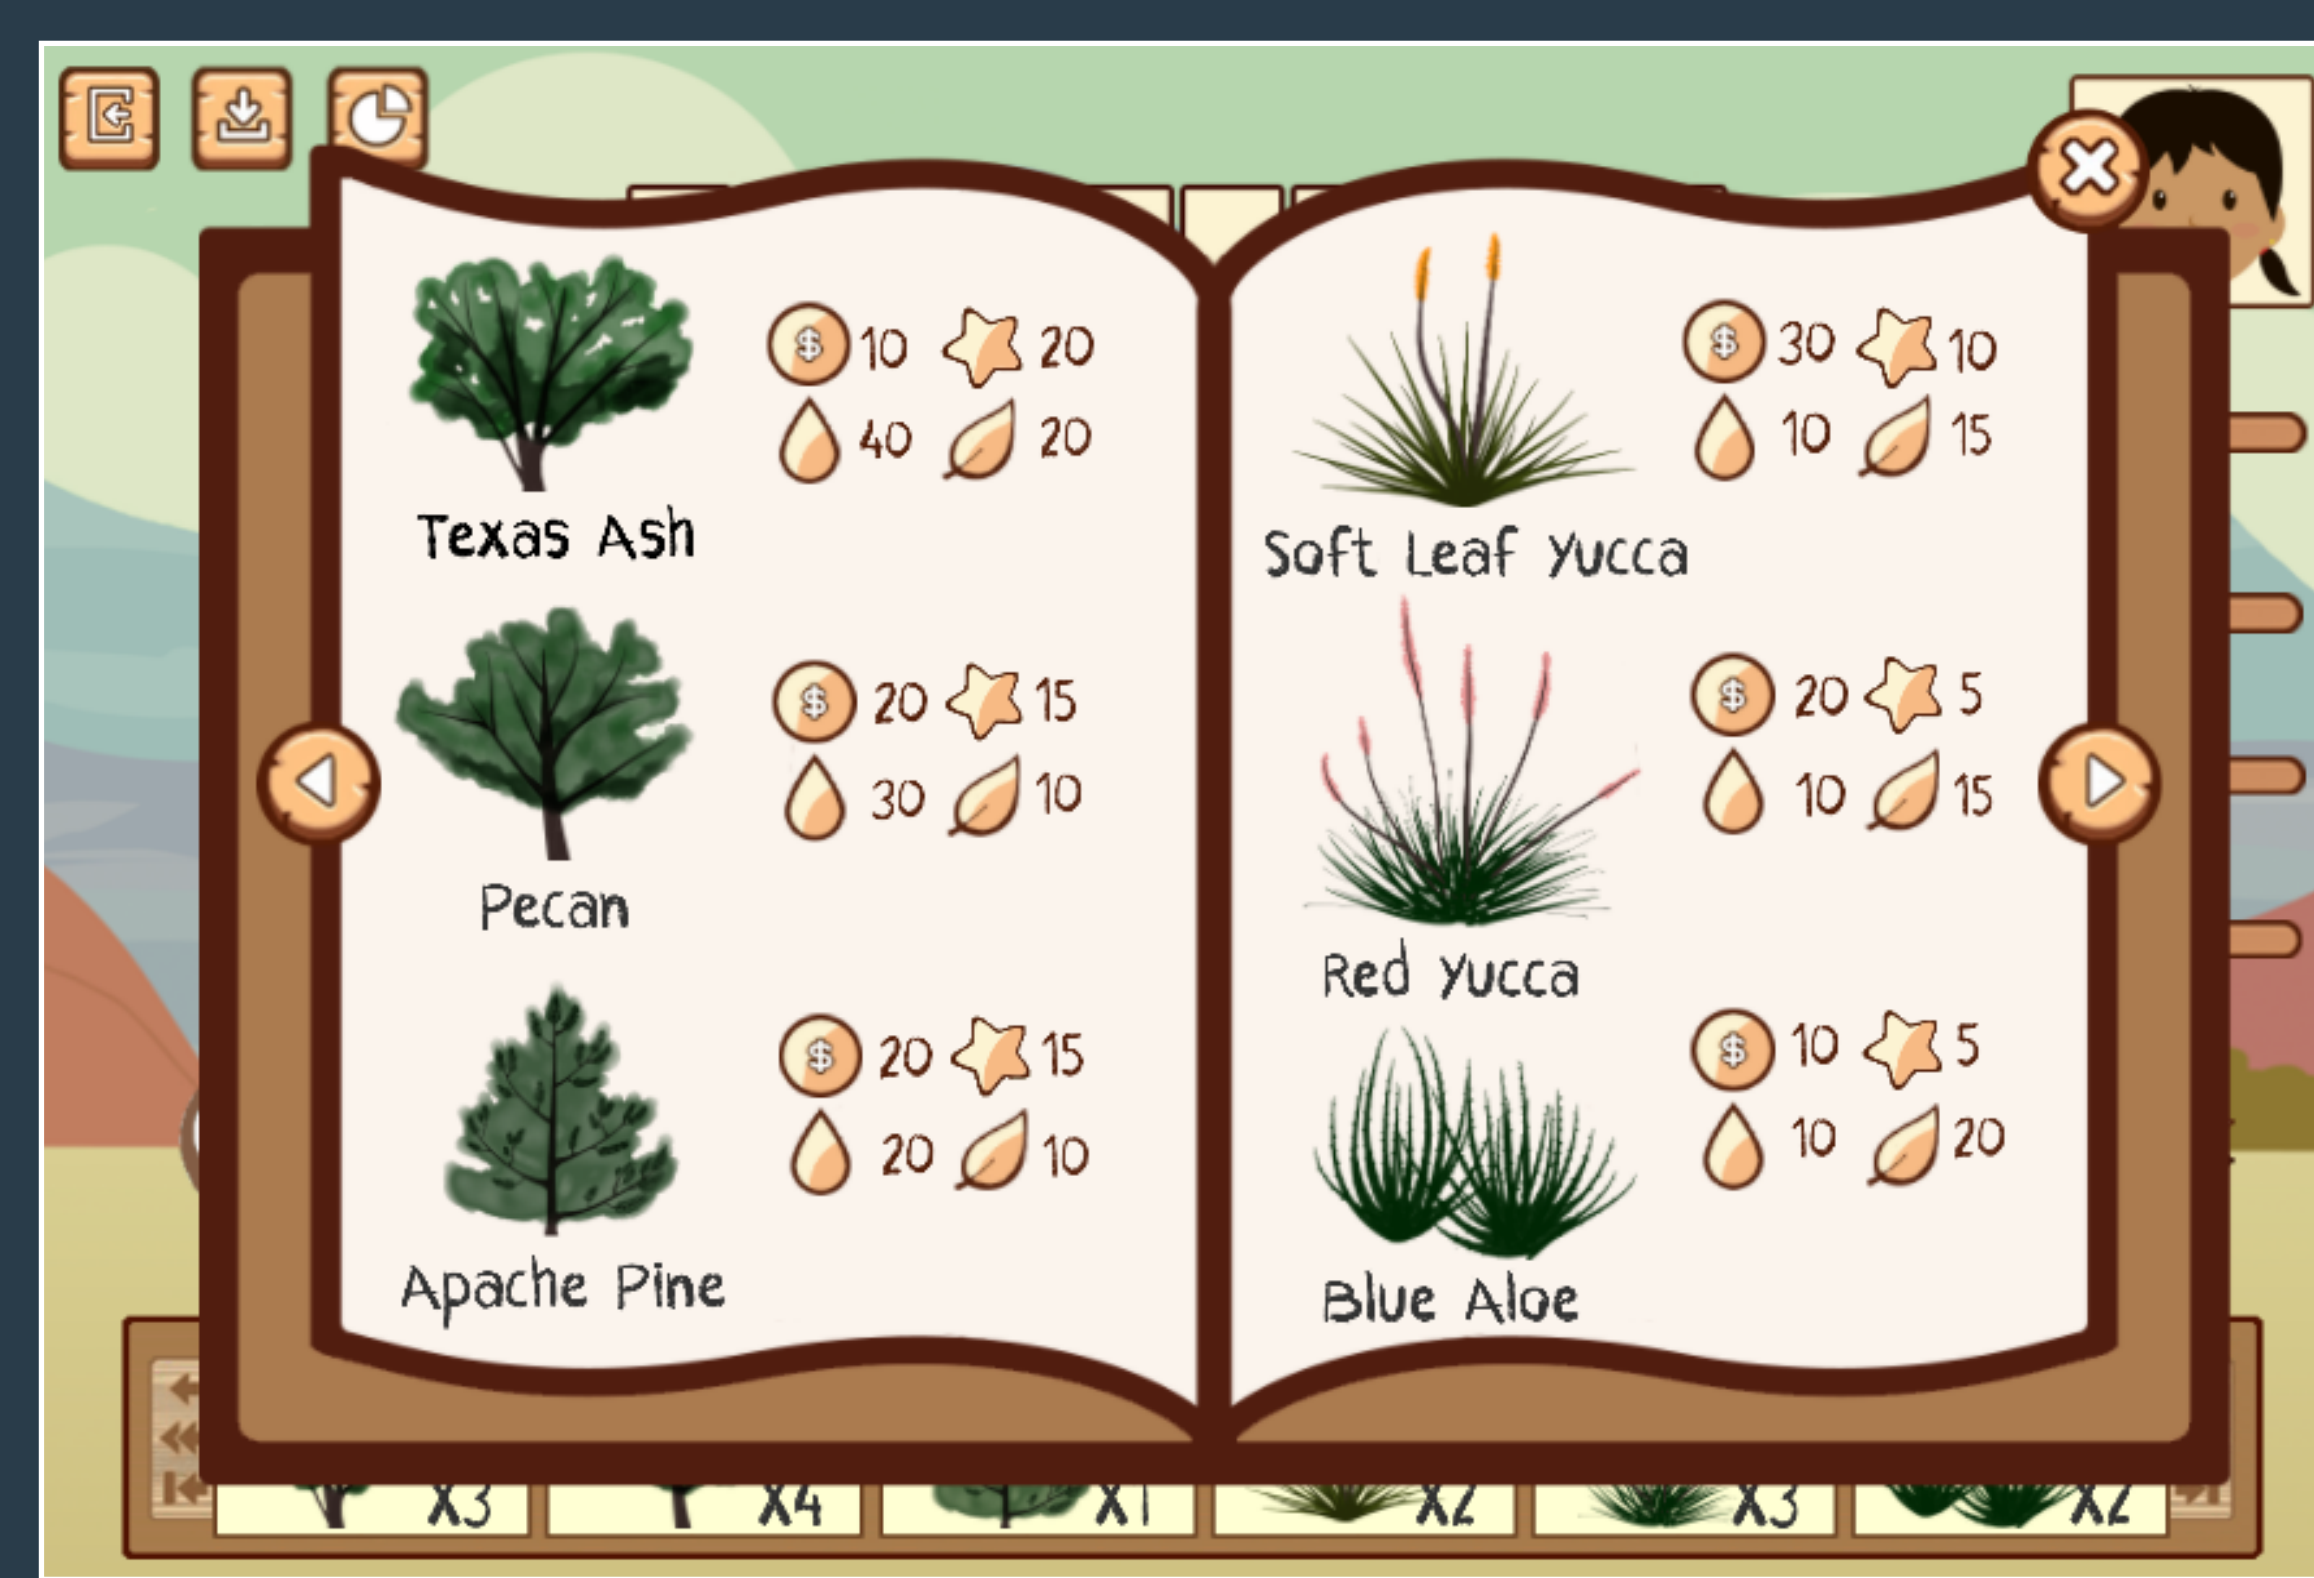 $ 10 20
40 20
Texas Ash
$ 20 15
30 10
Pecan
$ 20 15
20 10
Apache Pine
$ 30 10
10 15
Soft Leaf Yucca
$ 20 5
10 15
Red Yucca
$ 10 5
10 20
Blue Aloe
X3
X4
X1
X2
X3
X2